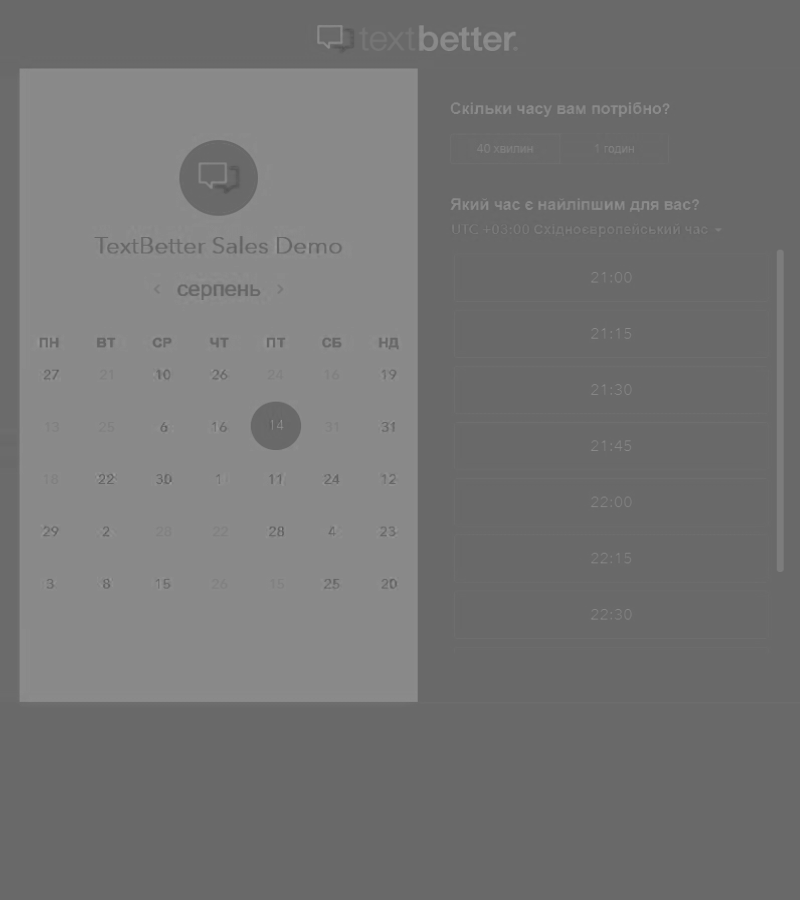 textbetter.
TextBetter Sales Demo
серпень
ПН ВТ СР ЧТ ПТ СБ НД
27 21 10 26 24 16 19
13 25 6 16 14 31 31
18 22 30 1 11 24 12
29 2 28 22 28 4 23
3 8 15 26 15 25 20
Скільки часу вам потрібно?
40 хвилин 1 годин
Який час є найліпшим для вас?
UTC +03:00 Східноєвропейський час
21:00
21:15
21:30
21:45
22:00
22:15
22:30